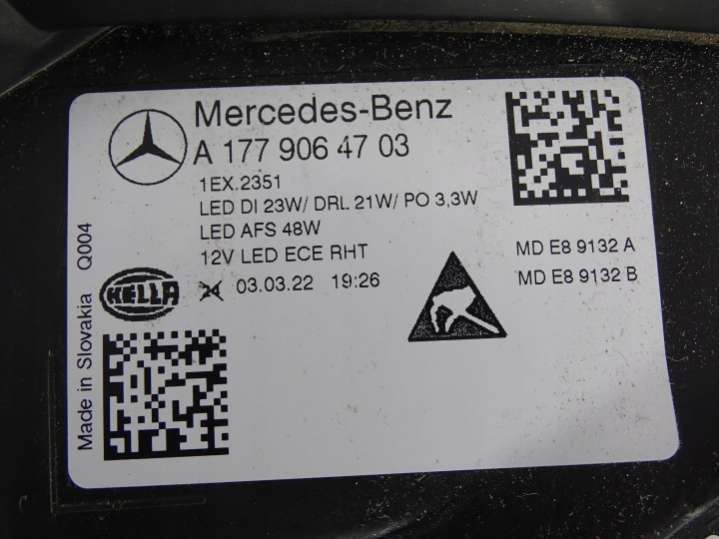 Mercedes-Benz
A 177 906 47 03
1EX.2351
LED DI 23W/ DRL 21W/ PO 3,3W
LED AFS 48W
12V LED ECE RHT
HELLA
24 03.03.22 19:26
MD E8 9132 A
MD E8 9132 B
Made in Slovakia Q004